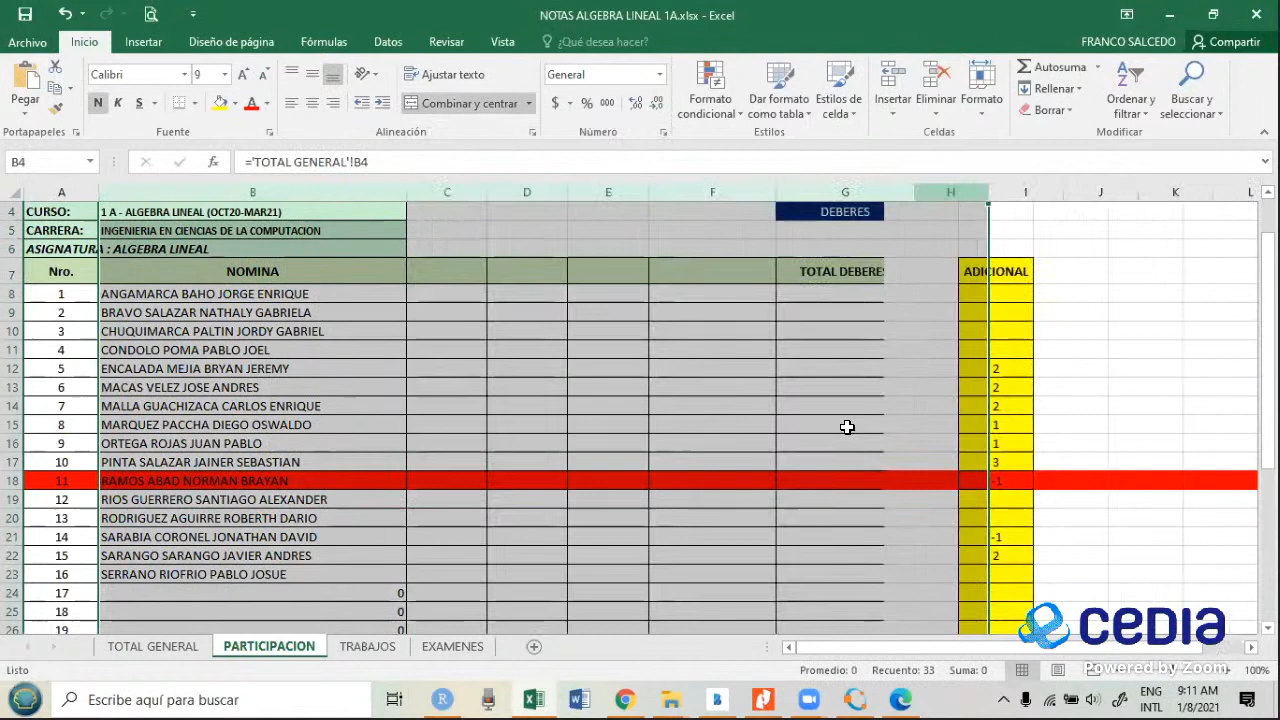 NOTAS ALGEBRA LINEAL 1A.xlsx - Excel
Archivo Inicio Insertar Diseño de página Fórmulas Datos Revisar Vista ¿Qué desea hacer? FRANCO SALCEDO Compartir
Calibri 9 Ajustar texto General Autosuma
Pegar N K S Combinar y centrar $ % 000 Formato condicional Dar formato como tabla Estilos de celda Insertar Eliminar Formato Rellenar Borrar Ordenar y filtrar Buscar y seleccionar
Portapapeles Fuente Alineación Número Estilos Celdas Modificar
B4 fx ='TOTAL GENERAL'!B4
A B C D E F G H I J K L
4 CURSO: 1 A - ALGEBRA LINEAL (OCT20-MAR21) DEBERES
5 CARRERA: INGENIERIA EN CIENCIAS DE LA COMPUTACION
6 ASIGNATURA : ALGEBRA LINEAL
7 Nro. NOMINA TOTAL DEBERES ADICIONAL
8 1 ANGAMARCA BAHO JORGE ENRIQUE
9 2 BRAVO SALAZAR NATHALY GABRIELA
10 3 CHUQUIMARCA PALTIN JORDY GABRIEL
11 4 CONDOLO POMA PABLO JOEL
12 5 ENCALADA MEJIA BRYAN JEREMY 2
13 6 MACAS VELEZ JOSE ANDRES 2
14 7 MALLA GUACHIZACA CARLOS ENRIQUE 2
15 8 MARQUEZ PACCHA DIEGO OSWALDO 1
16 9 ORTEGA ROJAS JUAN PABLO 1
17 10 PINTA SALAZAR JAINER SEBASTIAN 3
18 11 RAMOS ABAD NORMAN BRAYAN -1
19 12 RIOS GUERRERO SANTIAGO ALEXANDER
20 13 RODRIGUEZ AGUIRRE ROBERTH DARIO
21 14 SARABIA CORONEL JONATHAN DAVID -1
22 15 SARANGO SARANGO JAVIER ANDRES 2
23 16 SERRANO RIOFRIO PABLO JOSUE
24 17 0
25 18 0
26 19 0
cedia
TOTAL GENERAL PARTICIPACION TRABAJOS EXAMENES
Powered by Zoom
Listo Promedio: 0 Recuento: 33 Suma: 0 100%
Escribe aquí para buscar ENG 9:11 AM
INTL 1/8/2021